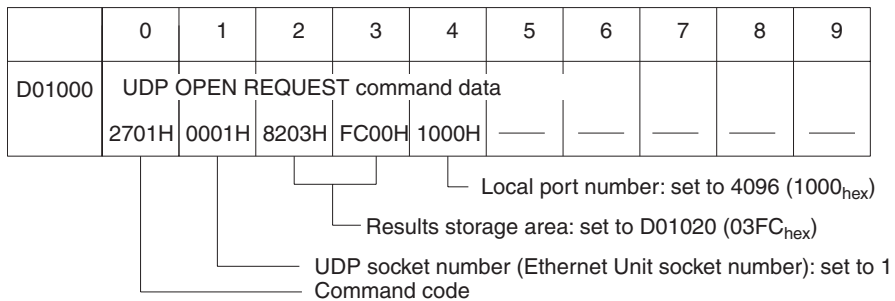 0 1 2 3 4 5 6 7 8 9
D01000 UDP OPEN REQUEST command data
2701H 0001H 8203H FC00H 1000H — — — — —
Local port number: set to 4096 (1000hex)
Results storage area: set to D01020 (03FChex)
UDP socket number (Ethernet Unit socket number): set to 1
Command code